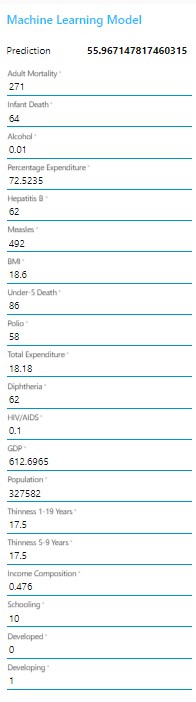 Machine Learning Model
Prediction 55.967147817460315
Adult Mortality *
271
Infant Death *
64
Alcohol *
0.01
Percentage Expenditure *
72.5235
Hepatitis B *
62
Measles *
492
BMI *
18.6
Under-5 Death *
86
Polio *
58
Total Expenditure *
18.18
Diphtheria *
62
HIV/AIDS *
0.1
GDP *
612.6965
Population *
327582
Thinness 1-19 Years *
17.5
Thinness 5-9 Years *
17.5
Income Composition *
0.476
Schooling *
10
Developed *
0
Developing *
1